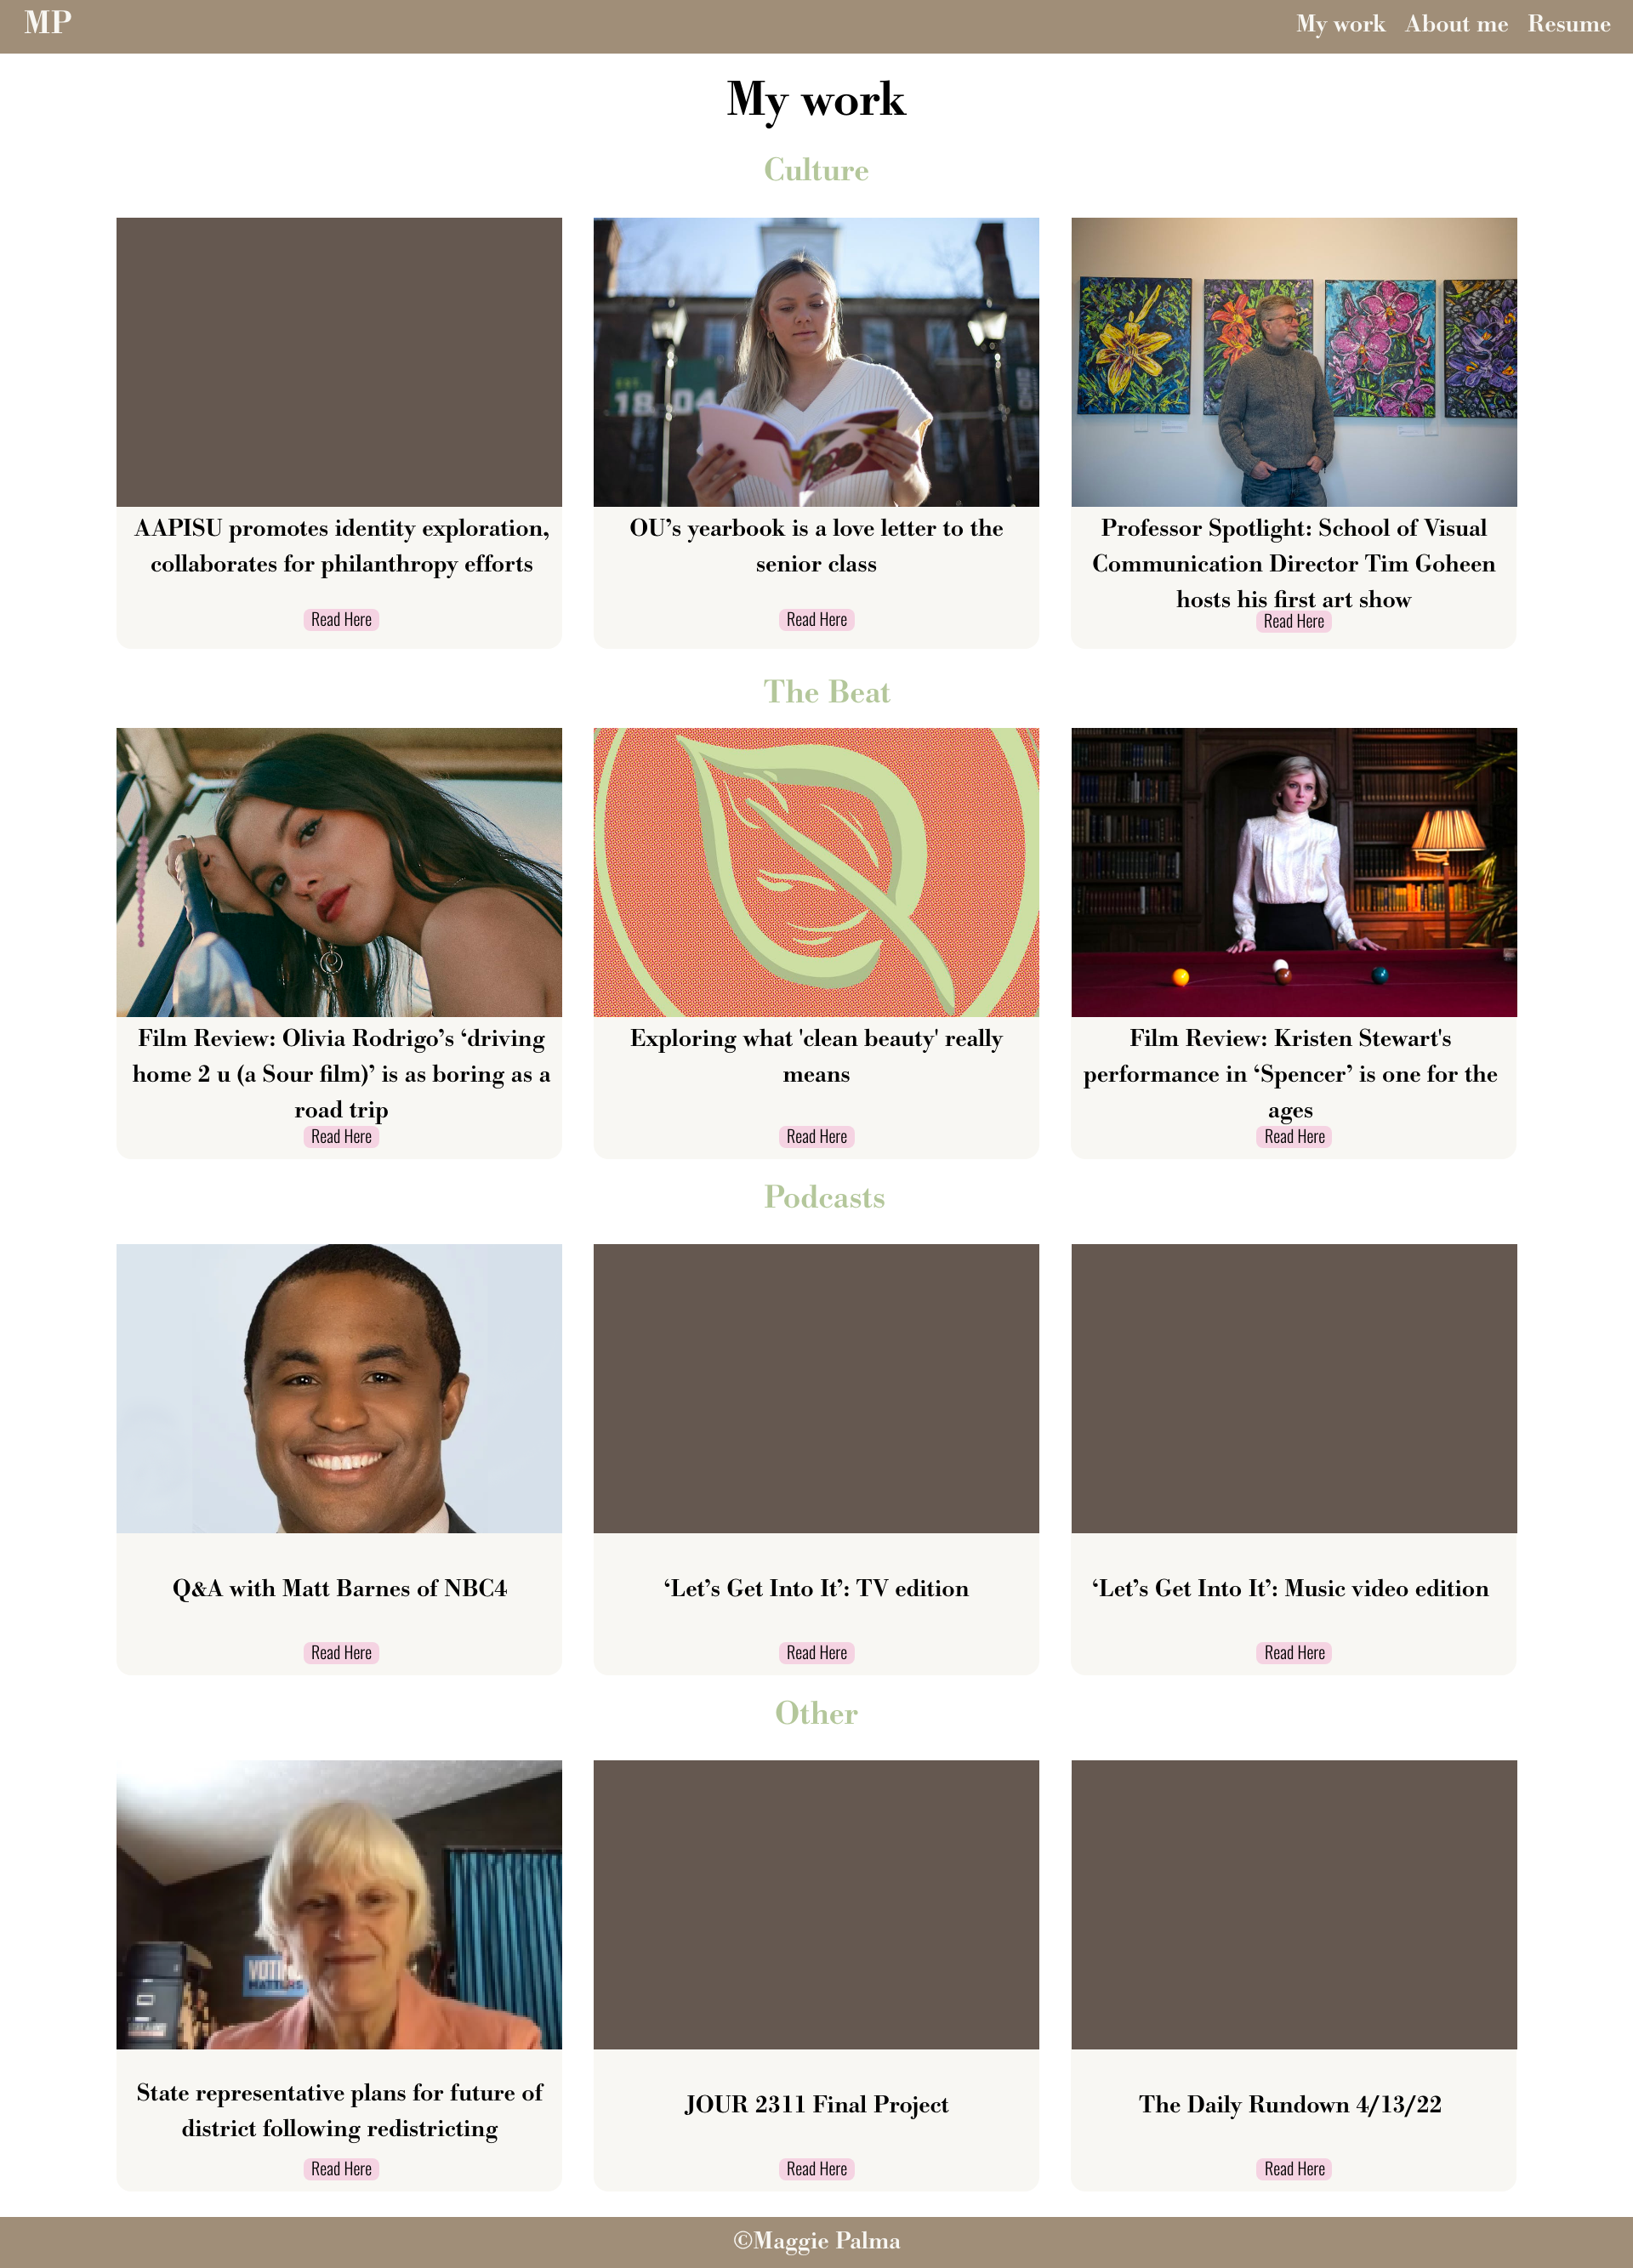 MP
My work About me Resume
My work
Culture
EST.
1804
AAPISU promotes identity exploration,
collaborates for philanthropy efforts
Read Here
OU’s yearbook is a love letter to the
senior class
Read Here
Professor Spotlight: School of Visual
Communication Director Tim Goheen
hosts his first art show
Read Here
The Beat
Film Review: Olivia Rodrigo’s ‘driving
home 2 u (a Sour film)’ is as boring as a
road trip
Read Here
Exploring what 'clean beauty' really
means
Read Here
Film Review: Kristen Stewart's
performance in ‘Spencer’ is one for the
ages
Read Here
Podcasts
Q&A with Matt Barnes of NBC4
Read Here
‘Let’s Get Into It’: TV edition
Read Here
‘Let’s Get Into It’: Music video edition
Read Here
Other
MATTERS
State representative plans for future of
district following redistricting
Read Here
JOUR 2311 Final Project
Read Here
The Daily Rundown 4/13/22
Read Here
©Maggie Palma